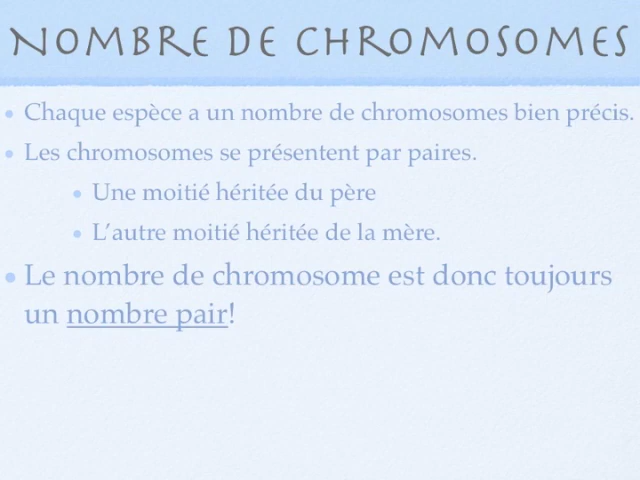 Nombre de chromosomes
• Chaque espèce a un nombre de chromosomes bien précis.
• Les chromosomes se présentent par paires.
• Une moitié héritée du père
• L’autre moitié héritée de la mère.
• Le nombre de chromosome est donc toujours
un nombre pair!